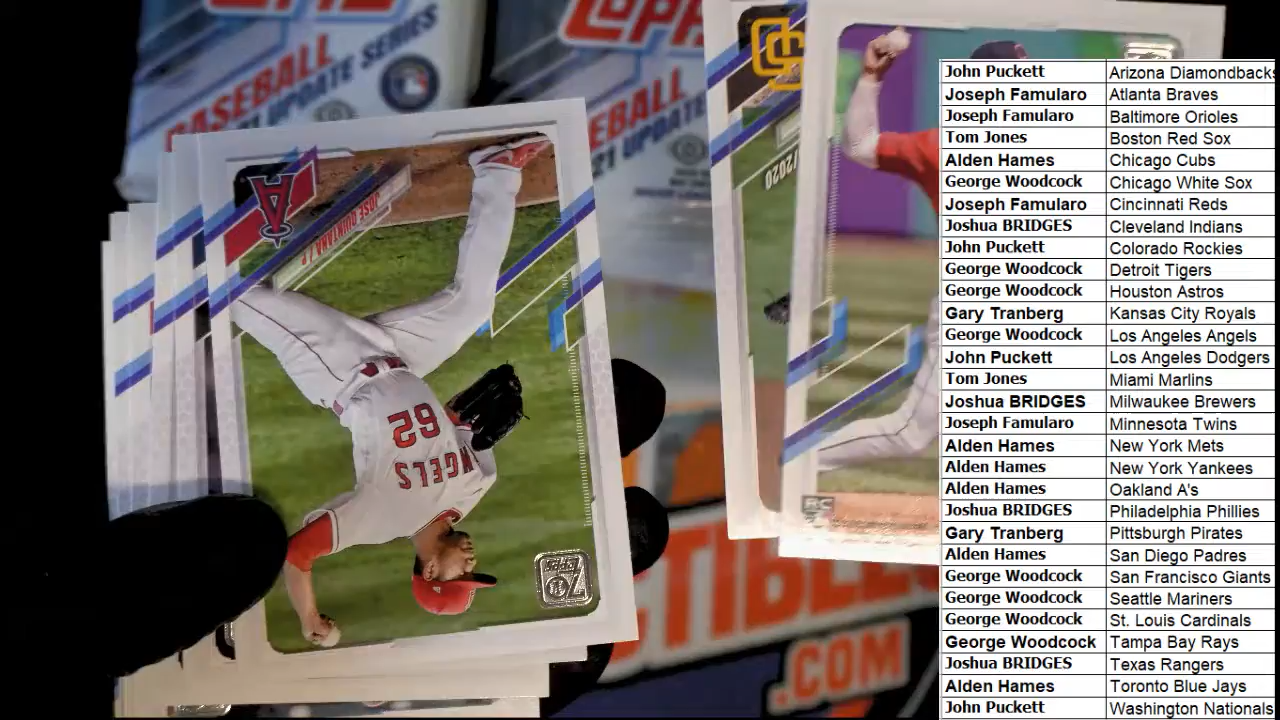 BASEBALL
21 UPDATE SERIES
TOPPS
EBALL
21 UPDATE
A
JOSE QUINTANA / P
62
NGELS
70
TOPPS
SD
/2020
RC
CTIBLES
.COM
John Puckett Arizona Diamondbacks
Joseph Famularo Atlanta Braves
Joseph Famularo Baltimore Orioles
Tom Jones Boston Red Sox
Alden Hames Chicago Cubs
George Woodcock Chicago White Sox
Joseph Famularo Cincinnati Reds
Joshua BRIDGES Cleveland Indians
John Puckett Colorado Rockies
George Woodcock Detroit Tigers
George Woodcock Houston Astros
Gary Tranberg Kansas City Royals
George Woodcock Los Angeles Angels
John Puckett Los Angeles Dodgers
Tom Jones Miami Marlins
Joshua BRIDGES Milwaukee Brewers
Joseph Famularo Minnesota Twins
Alden Hames New York Mets
Alden Hames New York Yankees
Alden Hames Oakland A's
Joshua BRIDGES Philadelphia Phillies
Gary Tranberg Pittsburgh Pirates
Alden Hames San Diego Padres
George Woodcock San Francisco Giants
George Woodcock Seattle Mariners
George Woodcock St. Louis Cardinals
George Woodcock Tampa Bay Rays
Joshua BRIDGES Texas Rangers
Alden Hames Toronto Blue Jays
John Puckett Washington Nationals